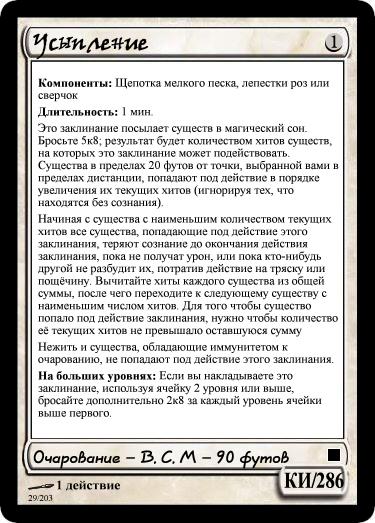 Усыпление
1
Компоненты: Щепотка мелкого песка, лепестки роз или
сверчок
Длительность: 1 мин.
Это заклинание посылает существ в магический сон.
Бросьте 5к8; результат будет количеством хитов существ,
на которых это заклинание может подействовать.
Существа в пределах 20 футов от точки, выбранной вами в
пределах дистанции, попадают под действие в порядке
увеличения их текущих хитов (игнорируя тех, что
находятся без сознания).
Начиная с существа с наименьшим количеством текущих
хитов все существа, попадающие под действие этого
заклинания, теряют сознание до окончания действия
заклинания, пока не получат урон, или пока кто-нибудь
другой не разбудит их, потратив действие на тряску или
пощёчину. Вычитайте хиты каждого существа из общей
суммы, после чего переходите к следующему существу с
наименьшим числом хитов. Для того чтобы существо
попало под действие заклинания, нужно чтобы количество
её текущих хитов не превышало оставшуюся сумму
Нежить и существа, обладающие иммунитетом к
очарованию, не попадают под действие этого заклинания.
На больших уровнях: Если вы накладываете это
заклинание, используя ячейку 2 уровня или выше,
бросайте дополнительно 2к8 за каждый уровень ячейки
выше первого.
Очарование – В, С, М – 90 футов
1 действие
КИ/286
29/203